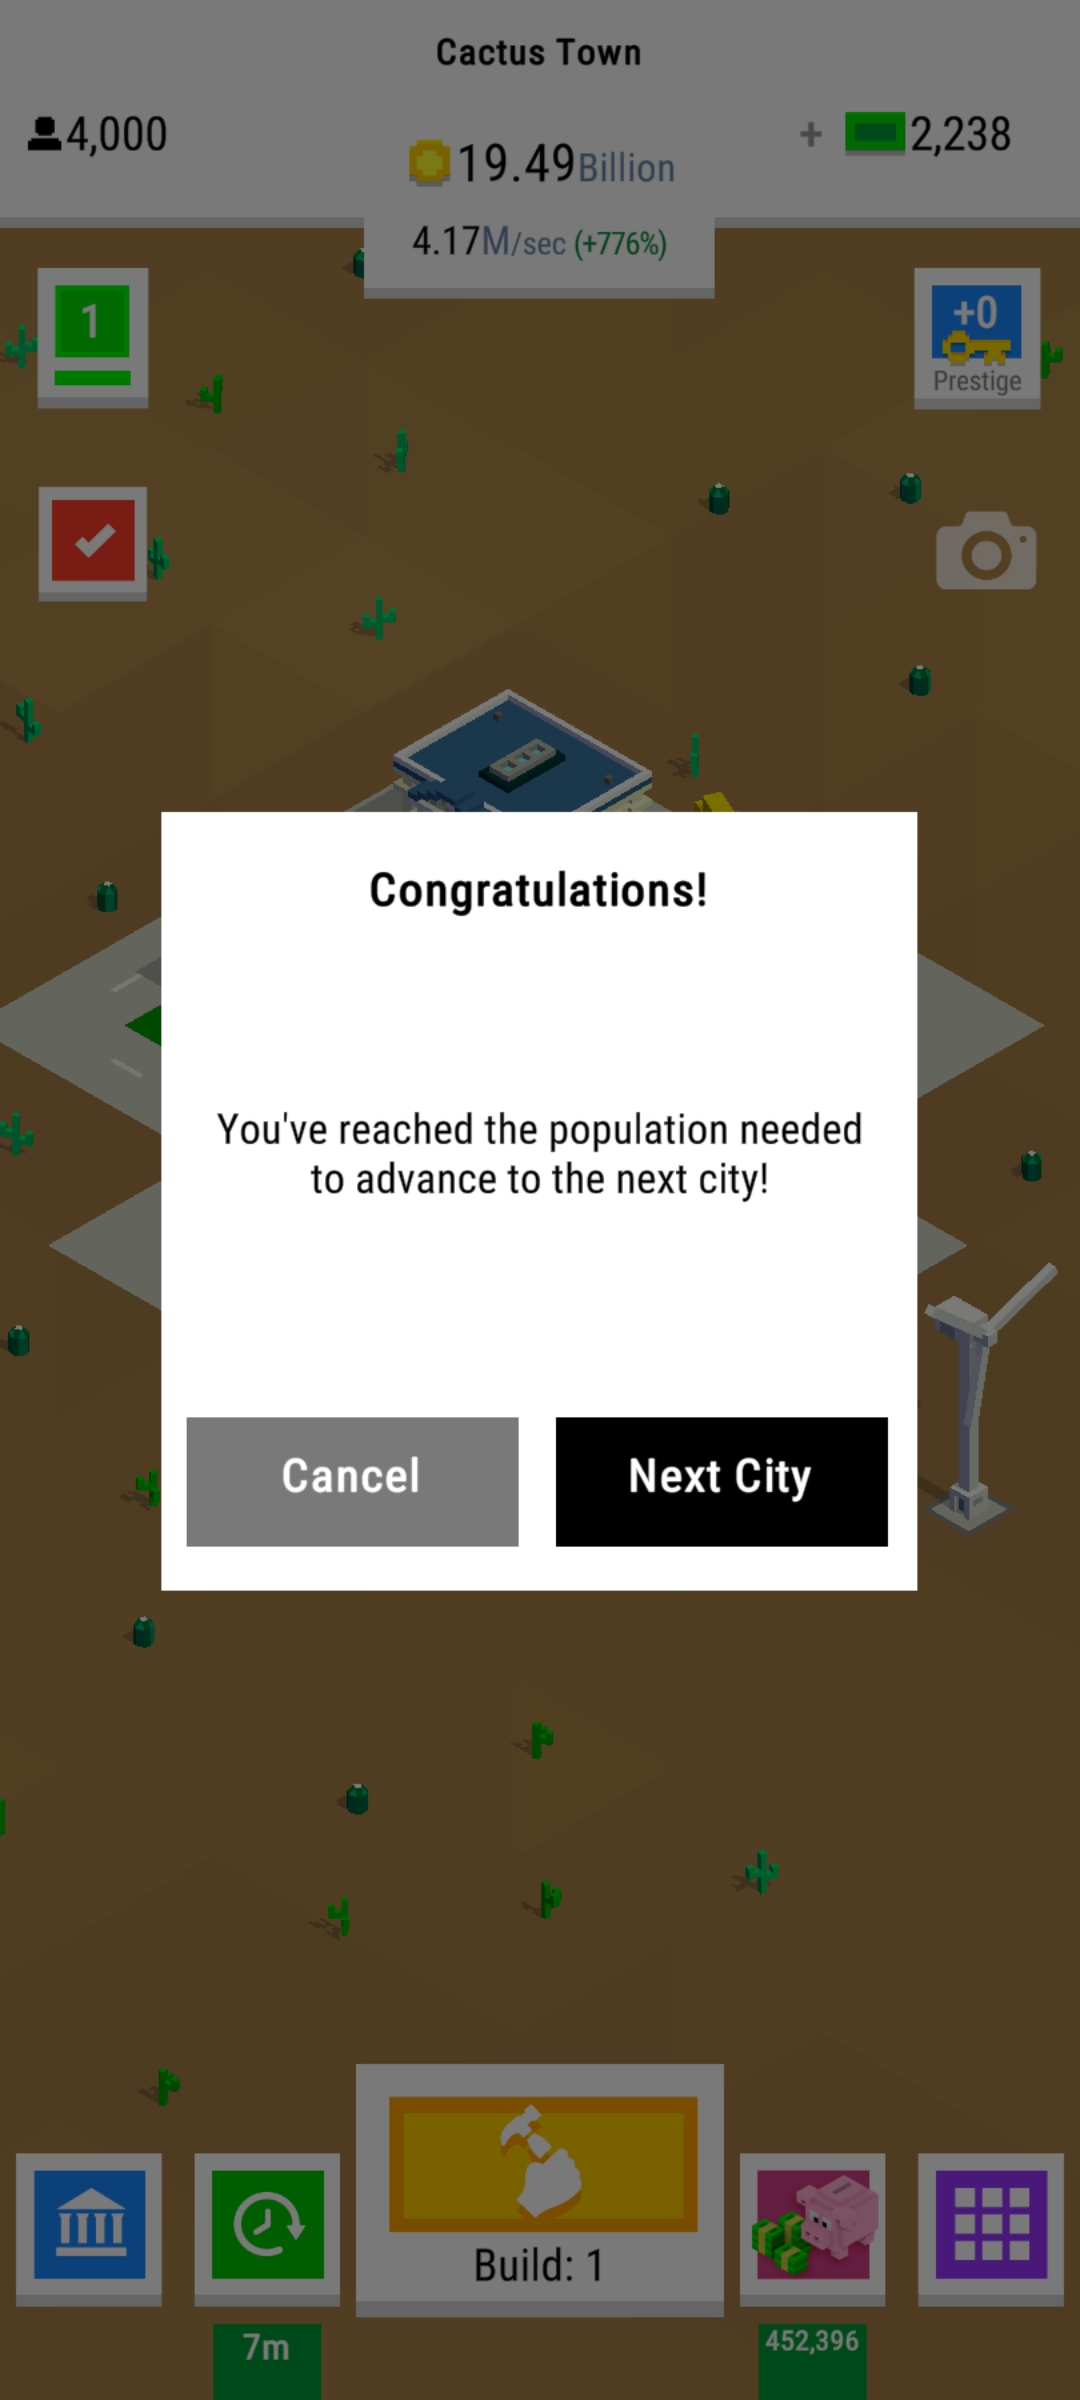 Cactus Town
4,000
19.49Billion
+ 2,238
4.17M/sec (+776%)
1
+0
Prestige
Congratulations!
You've reached the population needed
to advance to the next city!
Cancel
Next City
Build: 1
7m
452,396